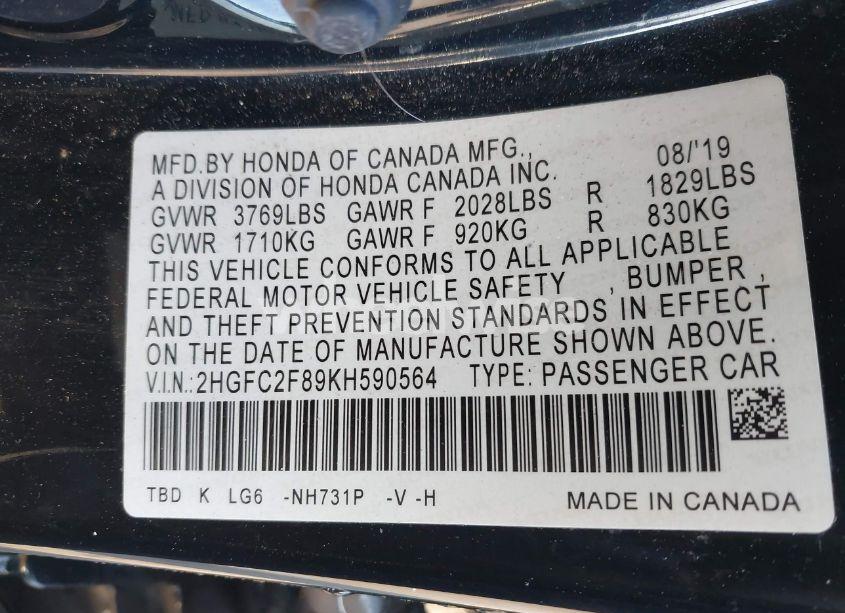 MFD.BY HONDA OF CANADA MFG., 08/'19
A DIVISION OF HONDA CANADA INC.
GVWR 3769LBS GAWR F 2028LBS R 1829LBS
GVWR 1710KG GAWR F 920KG R 830KG
THIS VEHICLE CONFORMS TO ALL APPLICABLE
FEDERAL MOTOR VEHICLE SAFETY , BUMPER ,
AND THEFT PREVENTION STANDARDS IN EFFECT
ON THE DATE OF MANUFACTURE SHOWN ABOVE.
V.I.N.:2HGFC2F89KH590564 TYPE: PASSENGER CAR
TBD K LG6 -NH731P -V -H MADE IN CANADA